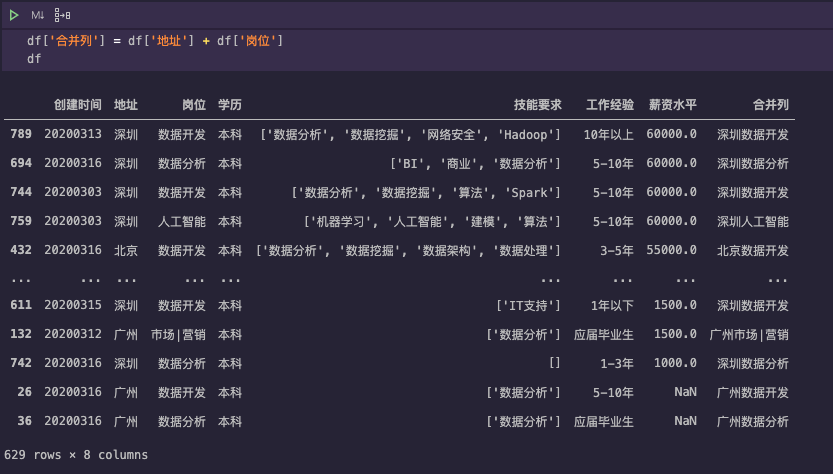 M↓
df['合并列'] = df['地址'] + df['岗位']
df
创建时间 地址 岗位 学历 技能要求 工作经验 薪资水平 合并列
789 20200313 深圳 数据开发 本科 ['数据分析', '数据挖掘', '网络安全', 'Hadoop'] 10年以上 60000.0 深圳数据开发
694 20200316 深圳 数据分析 本科 ['BI', '商业', '数据分析'] 5-10年 60000.0 深圳数据分析
744 20200303 深圳 数据开发 本科 ['数据分析', '数据挖掘', '算法', 'Spark'] 5-10年 60000.0 深圳数据开发
759 20200303 深圳 人工智能 本科 ['机器学习', '人工智能', '建模', '算法'] 5-10年 60000.0 深圳人工智能
432 20200316 北京 数据开发 本科 ['数据分析', '数据挖掘', '数据架构', '数据处理'] 3-5年 55000.0 北京数据开发
... ... ... ... ... ... ... ... ...
611 20200315 深圳 数据开发 本科 ['IT支持'] 1年以下 1500.0 深圳数据开发
132 20200312 广州 市场|营销 本科 ['数据分析'] 应届毕业生 1500.0 广州市场|营销
742 20200316 深圳 数据分析 本科 [] 1-3年 1000.0 深圳数据分析
26 20200316 广州 数据开发 本科 ['数据分析'] 5-10年 NaN 广州数据开发
36 20200316 广州 数据分析 本科 ['数据分析'] 应届毕业生 NaN 广州数据分析
629 rows × 8 columns